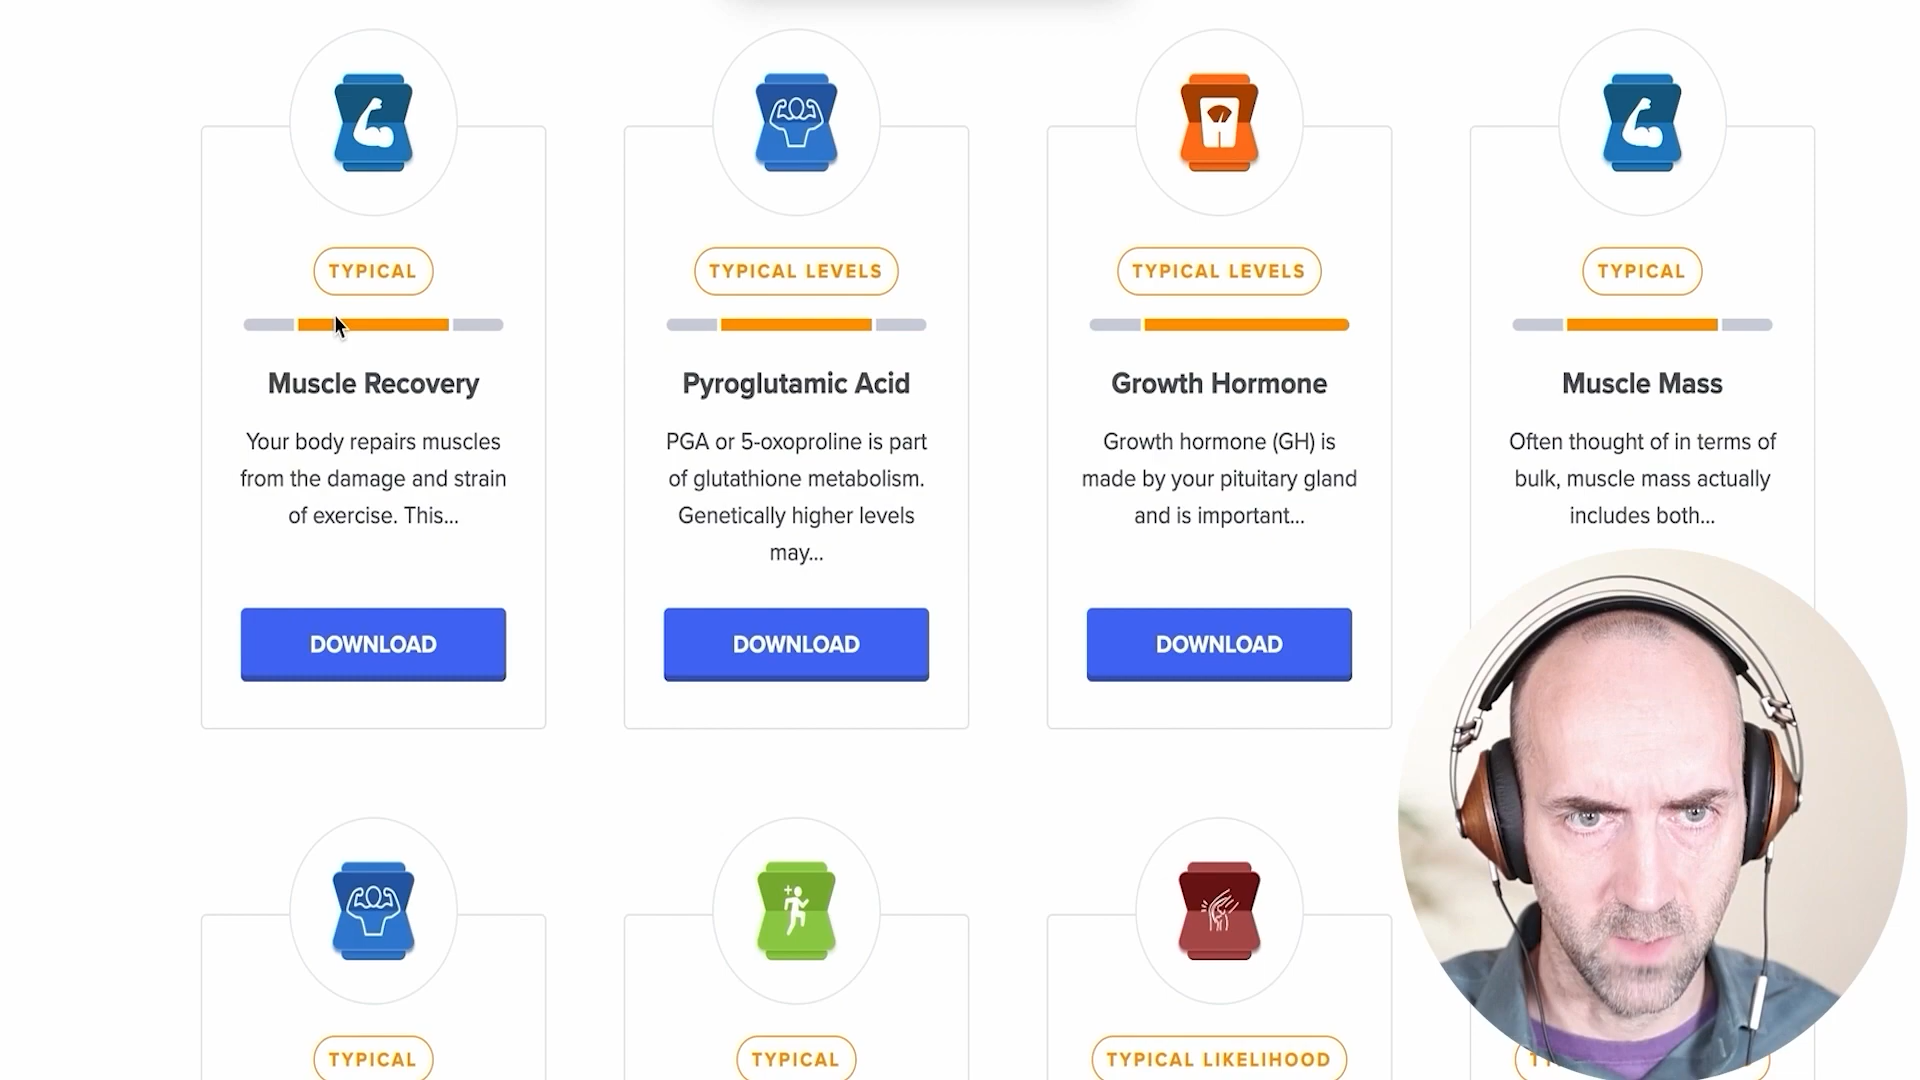 TYPICAL
Muscle Recovery
Your body repairs muscles
from the damage and strain
of exercise. This...
DOWNLOAD
TYPICAL LEVELS
Pyroglutamic Acid
PGA or 5-oxoproline is part
of glutathione metabolism.
Genetically higher levels
may...
DOWNLOAD
TYPICAL LEVELS
Growth Hormone
Growth hormone (GH) is
made by your pituitary gland
and is important...
DOWNLOAD
TYPICAL
Muscle Mass
Often thought of in terms of
bulk, muscle mass actually
includes both...
TYPICAL
TYPICAL
TYPICAL LIKELIHOOD